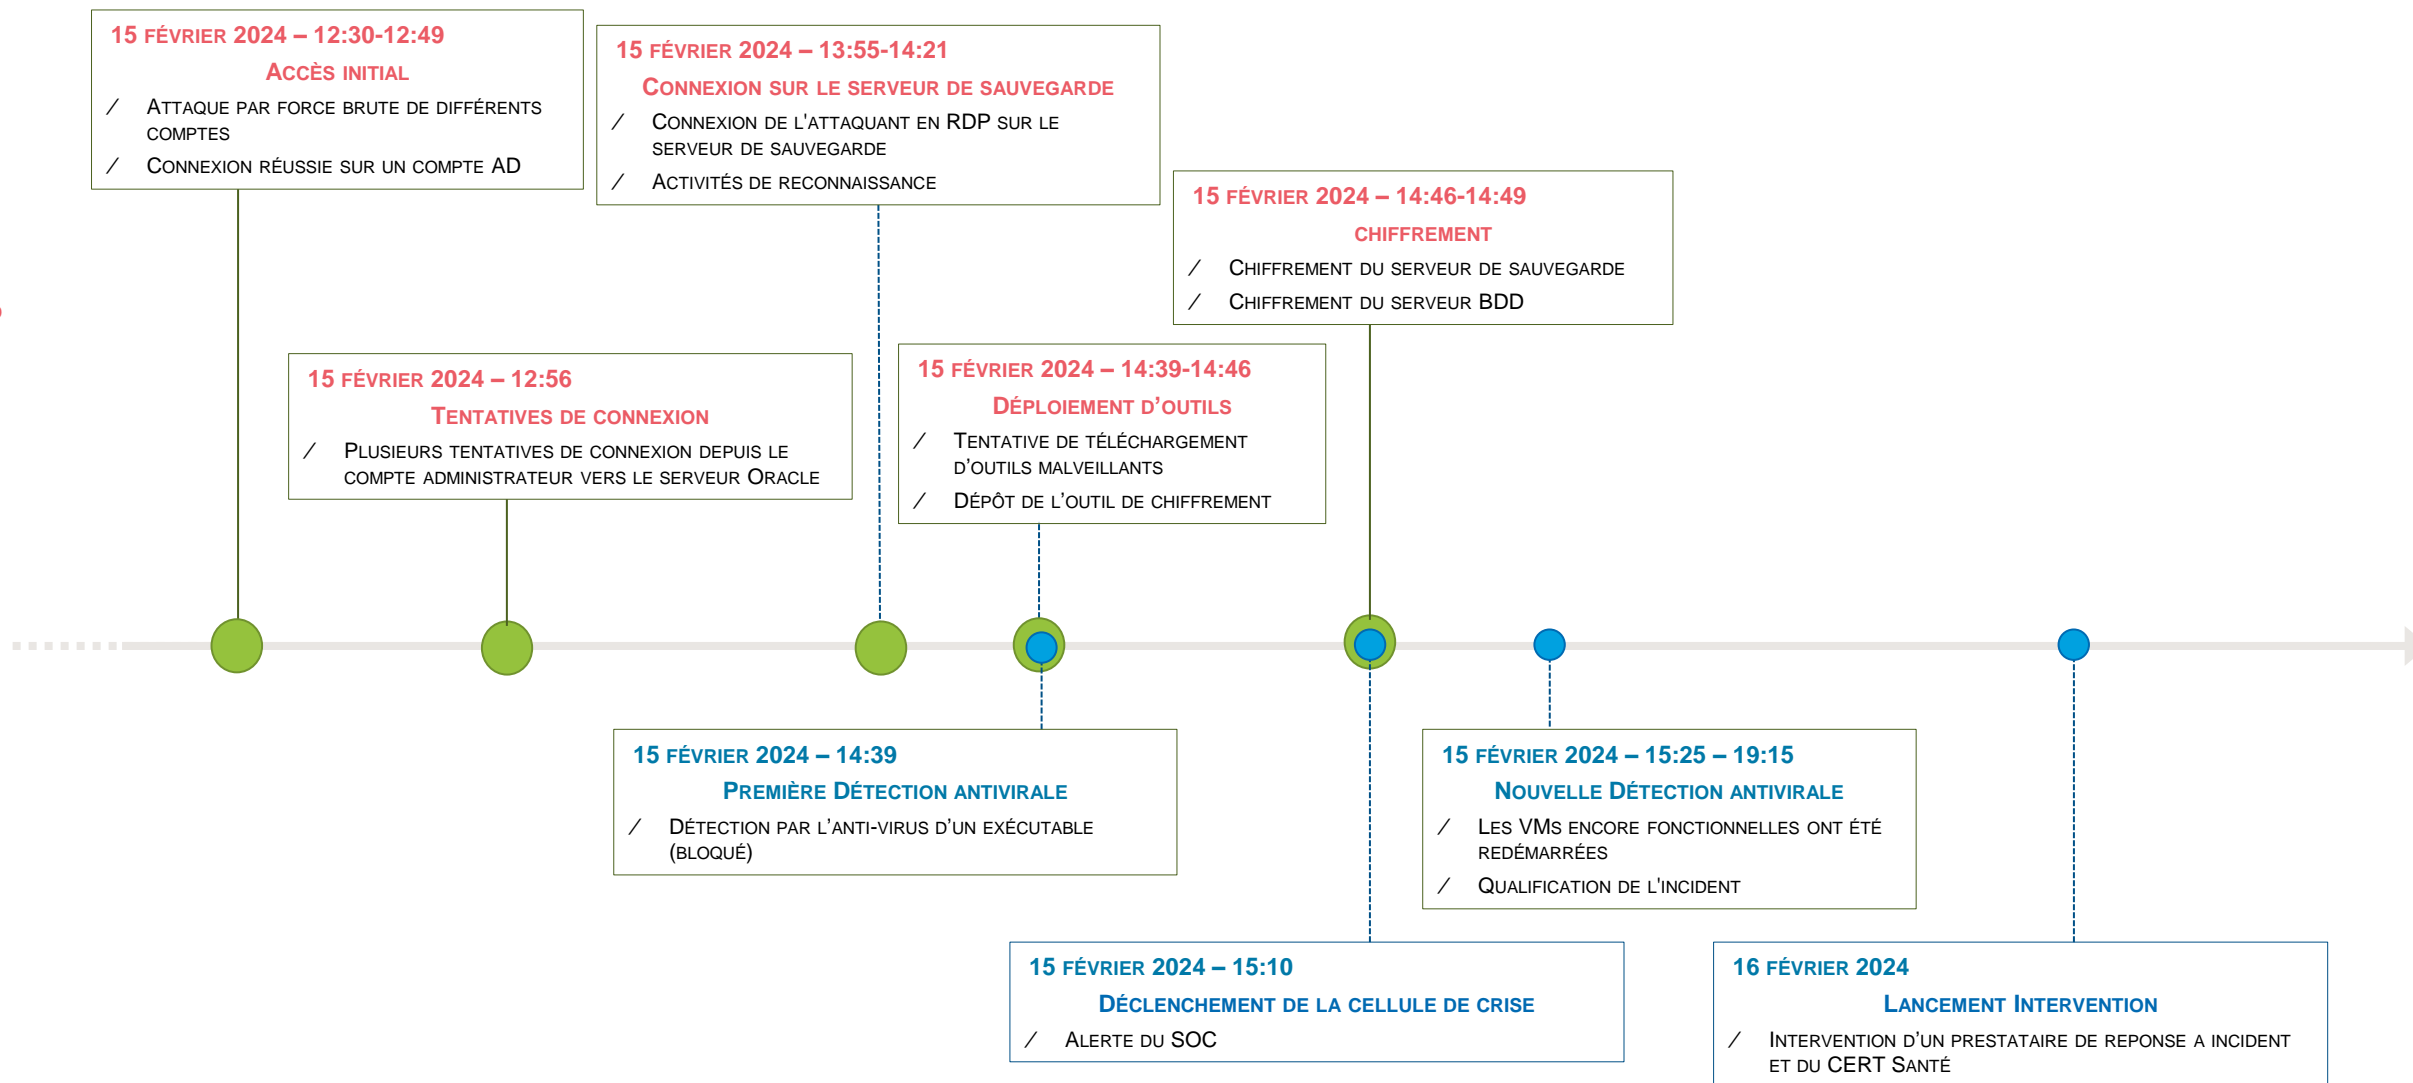 15 FÉVRIER 2024 – 12:30-12:49
ACCÈS INITIAL
/ ATTAQUE PAR FORCE BRUTE DE DIFFÉRENTS
COMPTES
/ CONNEXION RÉUSSIE SUR UN COMPTE AD
15 FÉVRIER 2024 – 13:55-14:21
CONNEXION SUR LE SERVEUR DE SAUVEGARDE
/ CONNEXION DE L'ATTAQUANT EN RDP SUR LE
SERVEUR DE SAUVEGARDE
/ ACTIVITÉS DE RECONNAISSANCE
15 FÉVRIER 2024 – 14:46-14:49
CHIFFREMENT
/ CHIFFREMENT DU SERVEUR DE SAUVEGARDE
/ CHIFFREMENT DU SERVEUR BDD
15 FÉVRIER 2024 – 12:56
TENTATIVES DE CONNEXION
/ PLUSIEURS TENTATIVES DE CONNEXION DEPUIS LE
COMPTE ADMINISTRATEUR VERS LE SERVEUR ORACLE
15 FÉVRIER 2024 – 14:39-14:46
DÉPLOIEMENT D’OUTILS
/ TENTATIVE DE TÉLÉCHARGEMENT
D’OUTILS MALVEILLANTS
/ DÉPÔT DE L’OUTIL DE CHIFFREMENT
15 FÉVRIER 2024 – 14:39
PREMIÈRE DÉTECTION ANTIVIRALE
/ DÉTECTION PAR L’ANTI-VIRUS D’UN EXÉCUTABLE
(BLOQUÉ)
15 FÉVRIER 2024 – 15:25 – 19:15
NOUVELLE DÉTECTION ANTIVIRALE
/ LES VMS ENCORE FONCTIONNELLES ONT ÉTÉ
REDÉMARRÉES
/ QUALIFICATION DE L'INCIDENT
15 FÉVRIER 2024 – 15:10
DÉCLENCHEMENT DE LA CELLULE DE CRISE
/ ALERTE DU SOC
16 FÉVRIER 2024
LANCEMENT INTERVENTION
/ INTERVENTION D’UN PRESTATAIRE DE REPONSE A INCIDENT
ET DU CERT SANTÉ